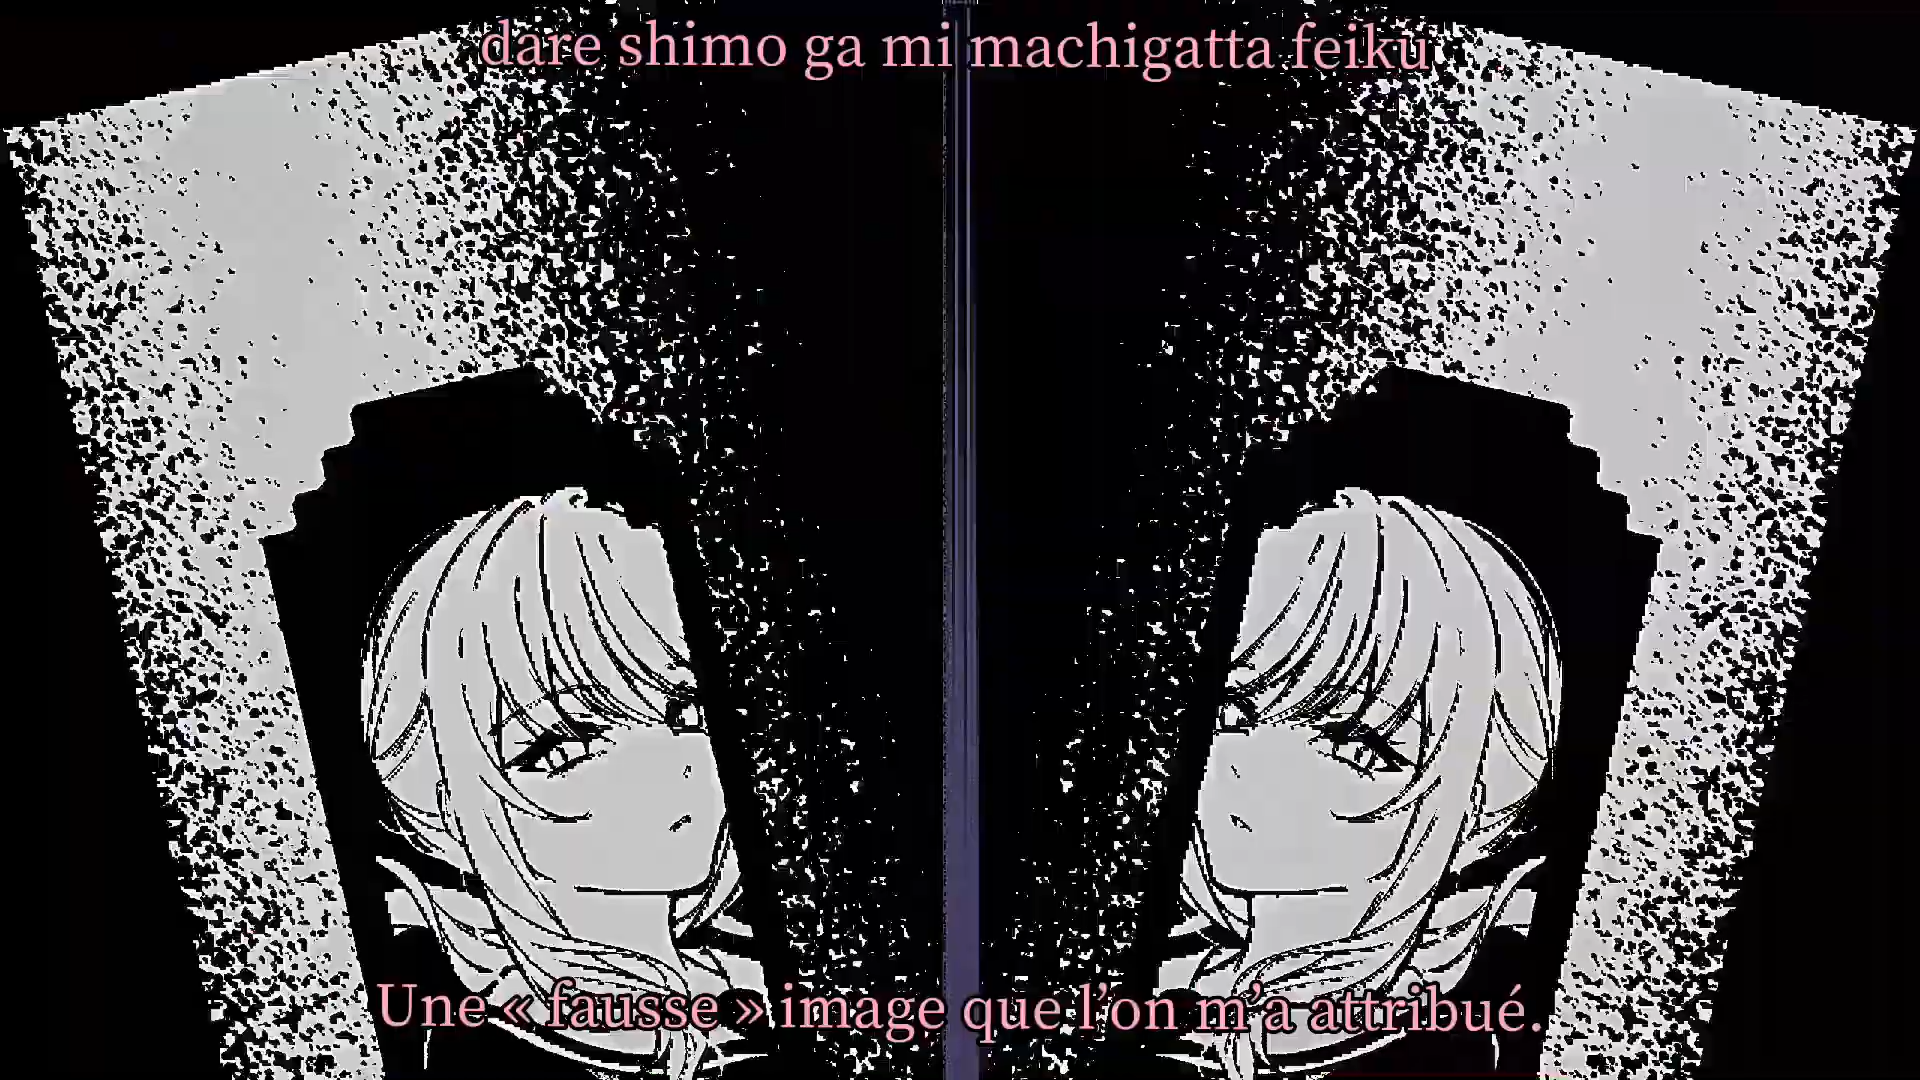 dare shimo ga mi machigatta feiku
Une « fausse » image que l’on m’a attribué.